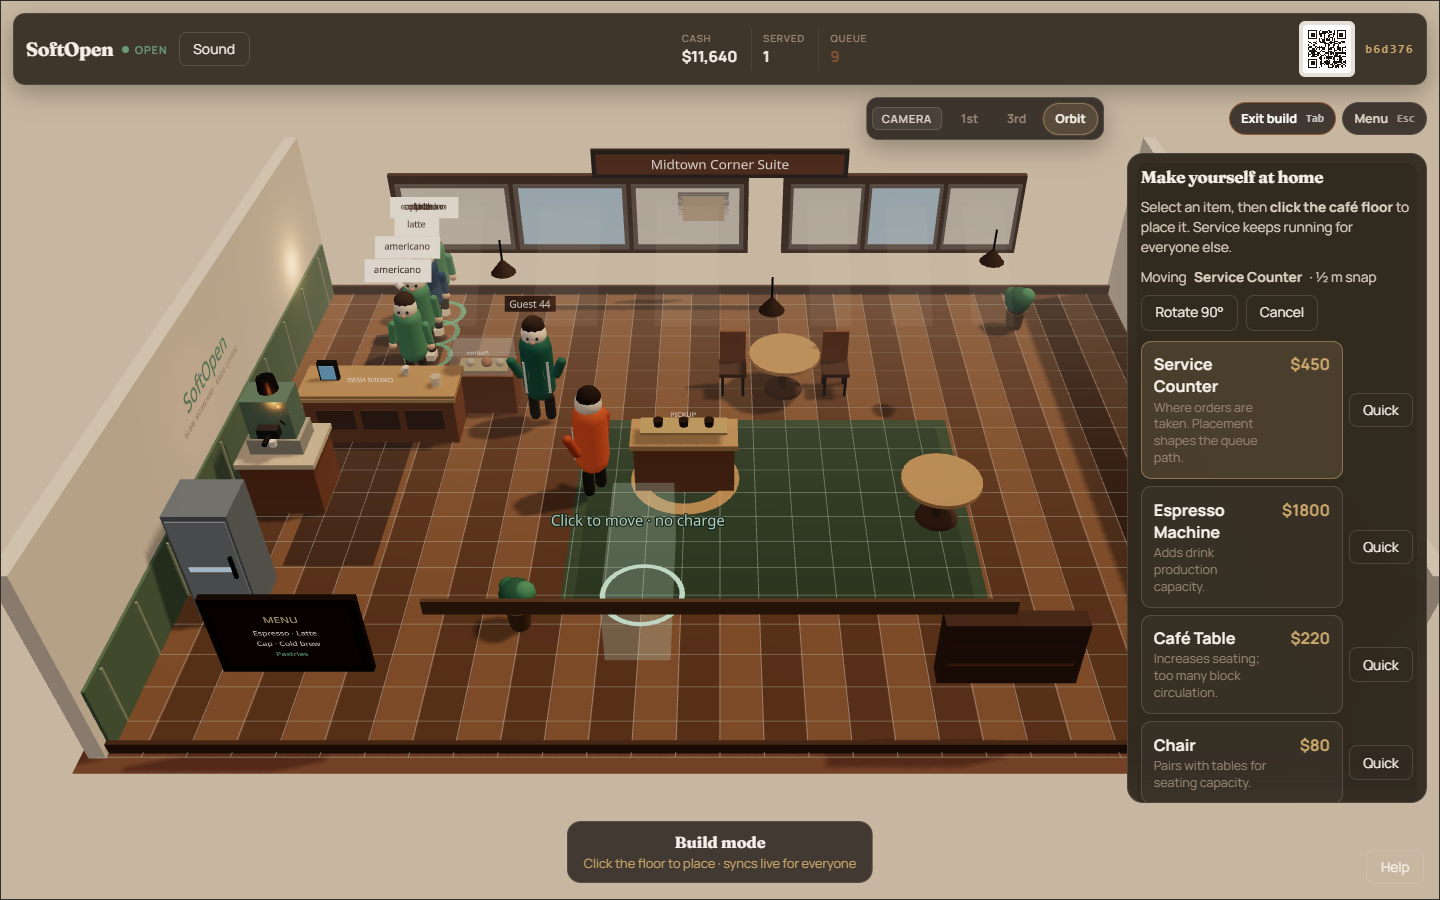 SoftOpen
OPEN
Sound
CASH
$11,640
SERVED
1
QUEUE
9
b6d376
CAMERA
1st
3rd
Orbit
Exit build Tab
Menu Esc
Midtown Corner Suite
latte
americano
americano
Guest 44
SoftOpen
ORDER HERE
PICKUP
Click to move · no charge
MENU
Espresso · Latte
Cap · Cold brew
Pastries
Make yourself at home
Select an item, then click the café floor to
place it. Service keeps running for
everyone else.
Moving Service Counter · ½ m snap
Rotate 90°
Cancel
Service
Counter
$450
Where orders are
taken. Placement
shapes the queue
path.
Quick
Espresso
Machine
$1800
Adds drink
production
capacity.
Quick
Café Table
$220
Increases seating;
too many block
circulation.
Quick
Chair
$80
Pairs with tables for
seating capacity.
Quick
Build mode
Click the floor to place · syncs live for everyone
Help